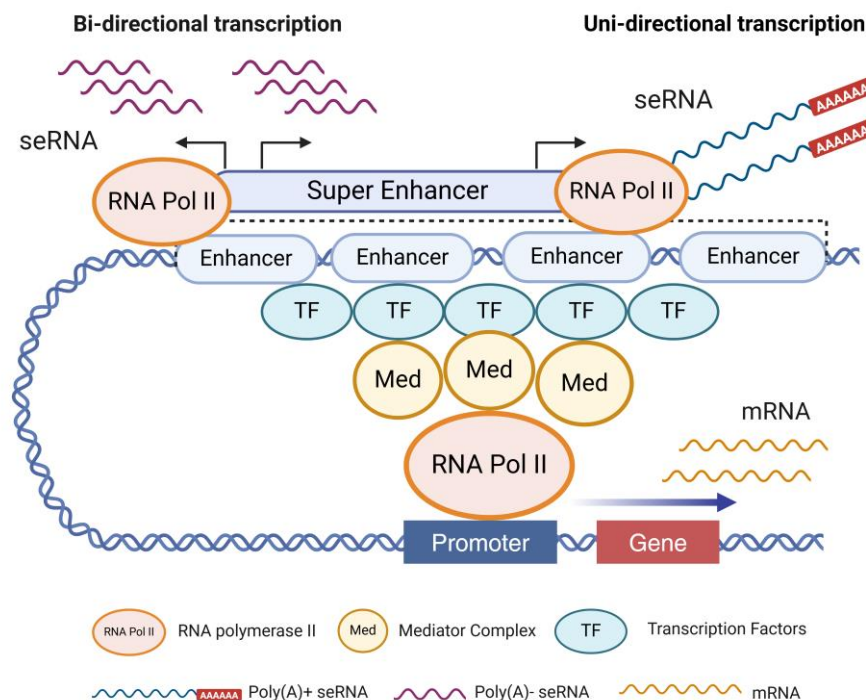 Bi-directional transcription
Uni-directional transcription
seRNA
AAAAAA
AAAAAA
seRNA
RNA Pol II
Super Enhancer
RNA Pol II
Enhancer
Enhancer
Enhancer
Enhancer
TF
TF
TF
TF
TF
Med
Med
Med
mRNA
RNA Pol II
Promoter
Gene
RNA Pol II
RNA polymerase II
Med
Mediator Complex
TF
Transcription Factors
AAAAAA
Poly(A)+ seRNA
Poly(A)- seRNA
mRNA